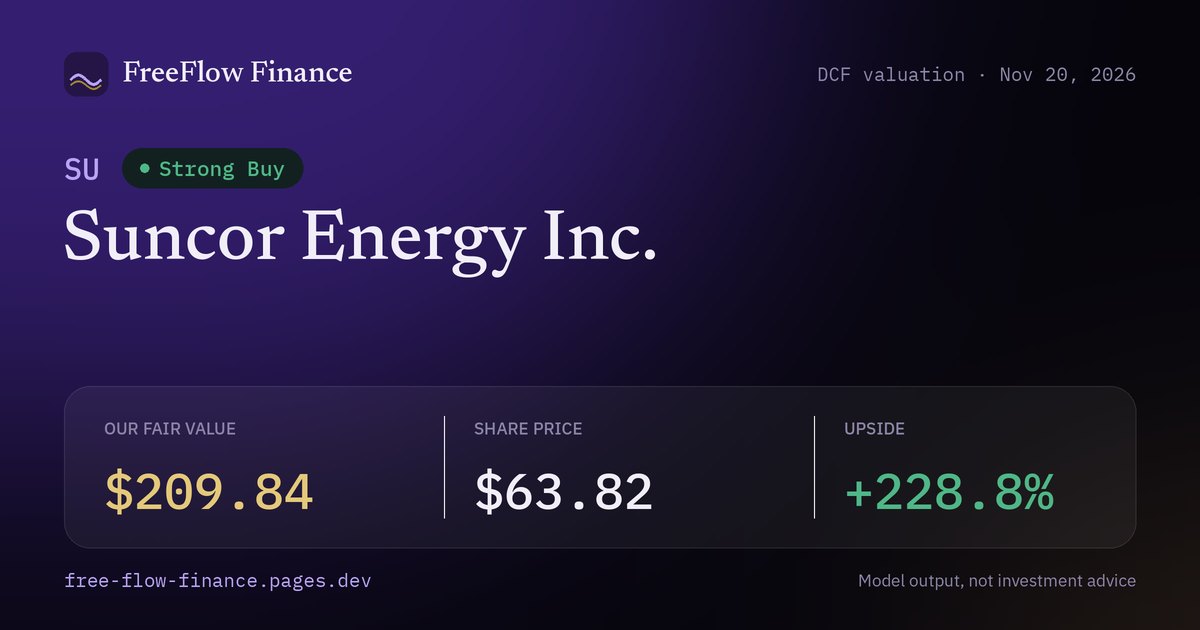 FreeFlow Finance
DCF valuation · Nov 20, 2026
SU
Strong Buy
Suncor Energy Inc.
OUR FAIR VALUE
$209.84
SHARE PRICE
$63.82
UPSIDE
+228.8%
free-flow-finance.pages.dev
Model output, not investment advice